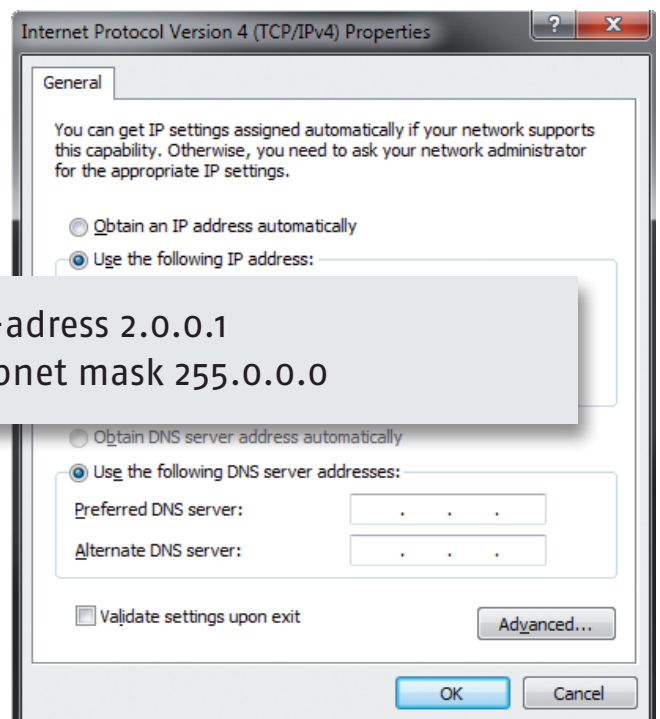 Internet Protocol Version 4 (TCP/IPv4) Properties
General
You can get IP settings assigned automatically if your network supports
this capability. Otherwise, you need to ask your network administrator
for the appropriate IP settings.
Obtain an IP address automatically
Use the following IP address:
-adress 2.0.0.1
mask 255.0.0.0
Obtain DNS server address automatically
Use the following DNS server addresses:
Preferred DNS server:
. . .
Alternate DNS server:
. . .
Validate settings upon exit
Advanced...
OK
Cancel